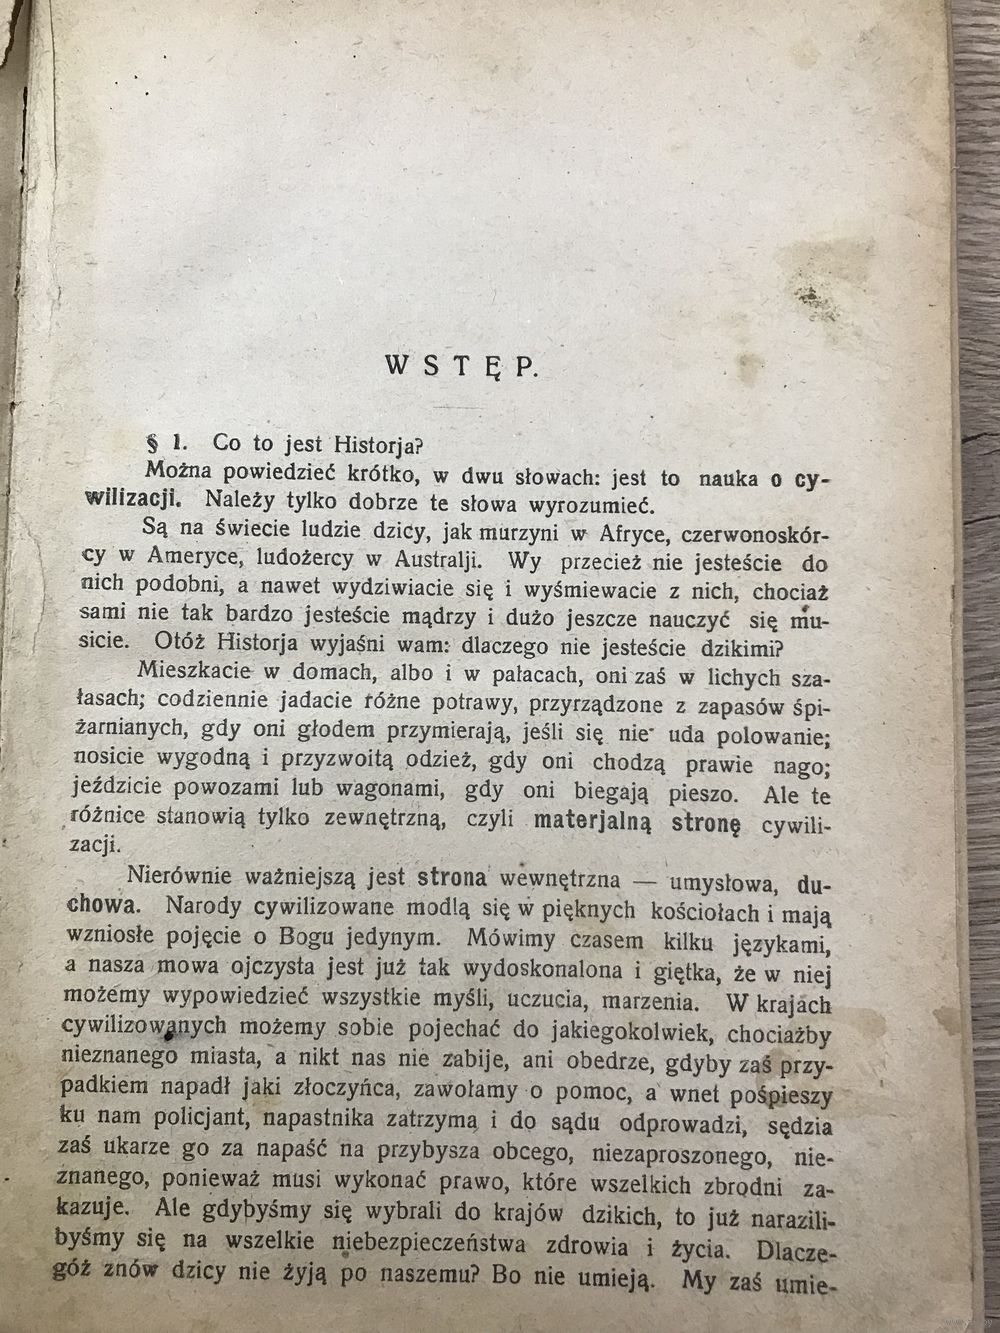 WSTĘP.
§ 1. Co to jest Historja?
Można powiedzieć krótko, w dwu słowach: jest to nauka o cy-
wilizacji. Należy tylko dobrze te słowa wyrozumieć.
Są na świecie ludzie dzicy, jak murzyni w Afryce, czerwonoskór-
cy w Ameryce, ludożercy w Australji. Wy przecież nie jesteście do
nich podobni, a nawet wydziwiacie się i wyśmiewacie z nich, chociaż
sami nie tak bardzo jesteście mądrzy i dużo jeszcze nauczyć się mu-
sicie. Otóż Historja wyjaśni wam: dlaczego nie jesteście dzikimi?
Mieszkacie w domach, albo i w pałacach, oni zaś w lichych sza-
łasach; codziennie jadacie różne potrawy, przyrządzone z zapasów śpi-
żarnianych, gdy oni głodem przymierają, jeśli się nie uda polowanie;
nosicie wygodną i przyzwoitą odzież, gdy oni chodzą prawie nago;
jeździcie powozami lub wagonami, gdy oni biegają pieszo. Ale te
różnice stanowią tylko zewnętrzną, czyli materjalną stronę cywili-
zacji.
Nierównie ważniejszą jest strona wewnętrzna — umysłowa, du-
chowa. Narody cywilizowane modlą się w pięknych kościołach i mają
wzniosłe pojęcie o Bogu jedynym. Mówimy czasem kilku językami,
a nasza mowa ojczysta jest już tak wydoskonalona i giętka, że w niej
możemy wypowiedzieć wszystkie myśli, uczucia, marzenia. W krajach
cywilizowanych możemy sobie pojechać do jakiegokolwiek, chociażby
nieznanego miasta, a nikt nas nie zabije, ani obedrze, gdyby zaś przy-
padkiem napadł jaki złoczyńca, zawołamy o pomoc, a wnet pośpieszy
ku nam policjant, napastnika zatrzyma i do sądu odprowadzi, sędzia
zaś ukarze go za napaść na przybysza obcego, niezaproszonego, nie-
znanego, ponieważ musi wykonać prawo, które wszelkich zbrodni za-
kazuje. Ale gdybyśmy się wybrali do krajów dzikich, to już narazili-
byśmy się na wszelkie niebezpieczeństwa zdrowia i życia. Dlacze-
góż znów dzicy nie żyją po naszemu? Bo nie umieją. My zaś umie-